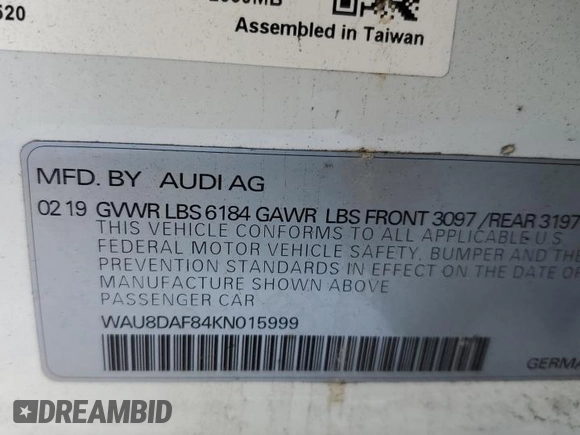 520
Assembled in Taiwan
MFD. BY AUDI AG
02 19 GVWR LBS 6184 GAWR LBS FRONT 3097 /REAR 3197
THIS VEHICLE CONFORMS TO ALL APPLICABLE U S
FEDERAL MOTOR VEHICLE SAFETY, BUMPER AND THE
PREVENTION STANDARDS IN EFFECT ON THE DATE OF
MANUFACTURE SHOWN ABOVE
PASSENGER CAR
WAU8DAF84KN015999
GERMA
DREAMBID